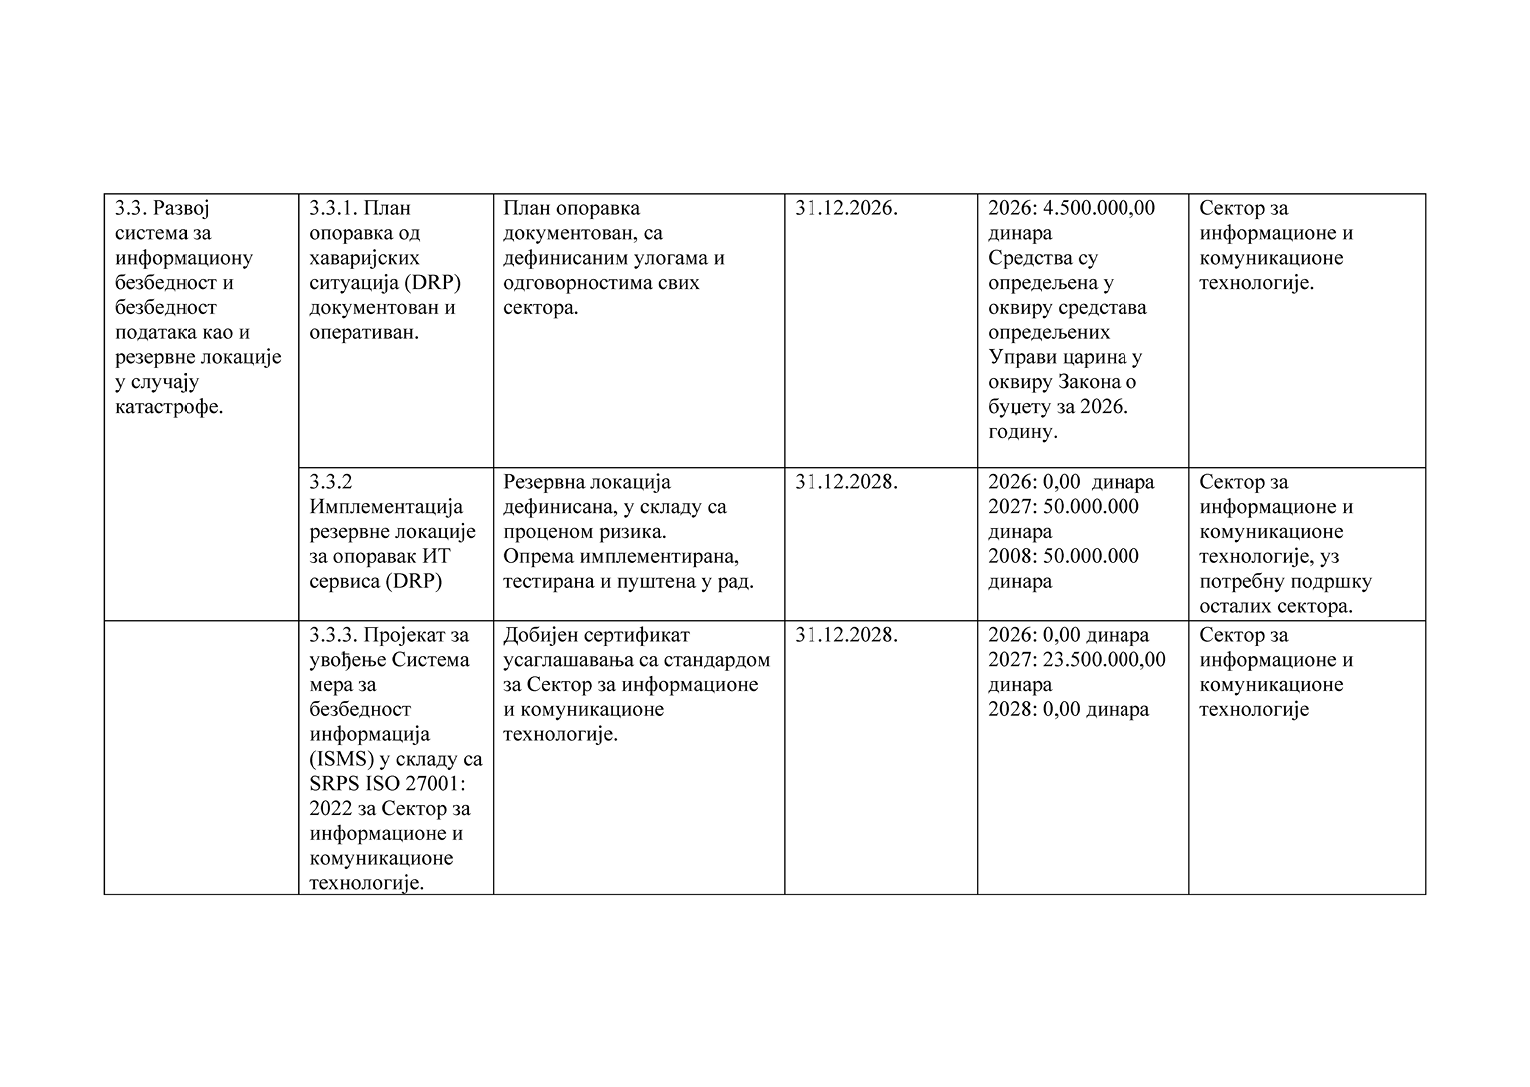 3.3. Развој
система за
информациону
безбедност и
безбедност
података као и
резервне локације
у случају
катастрофе.
3.3.1. План
опоравка од
хаваријских
ситуација (DRP)
документован и
оперативан.
План опоравка
документован, са
дефинисаним улогама и
одговорностима свих
сектора.
31.12.2026.
2026: 4.500.000,00
динара
Средства су
опредељена у
оквиру средстава
опредељених
Управи царина у
оквиру Закона о
буџету за 2026.
годину.
Сектор за
информационе и
комуникационе
технологије.
3.3.2
Имплементација
резервне локације
за опоравак ИТ
сервиса (DRP)
Резервна локација
дефинисана, у складу са
проценом ризика.
Опрема имплементирана,
тестирана и пуштена у рад.
31.12.2028.
2026: 0,00  динара
2027: 50.000.000
динара
2008: 50.000.000
динара
Сектор за
информационе и
комуникационе
технологије, уз
потребну подршку
осталих сектора.
3.3.3. Пројекат за
увођење Система
мера за
безбедност
информација
(ISMS) у складу са
SRPS ISO 27001:
2022 за Сектор за
информационе и
комуникационе
технологије.
Добијен сертификат
усаглашавања са стандардом
за Сектор за информационе
и комуникационе
технологије.
31.12.2028.
2026: 0,00 динара
2027: 23.500.000,00
динара
2028: 0,00 динара
Сектор за
информационе и
комуникационе
технологије